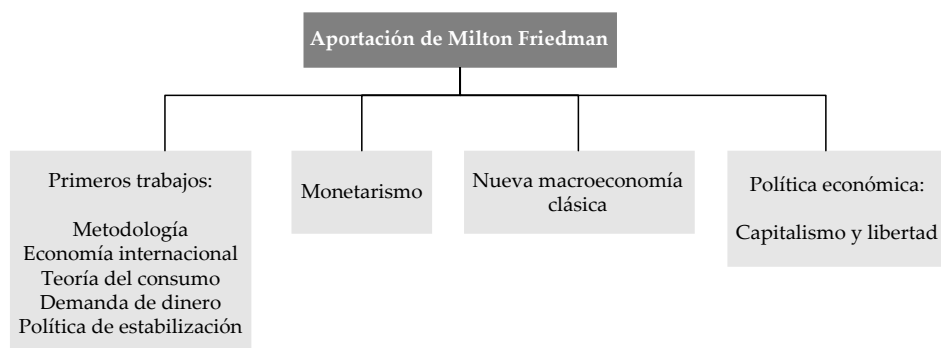 Aportación de Milton Friedman
Primeros trabajos:
Metodología
Economía internacional
Teoría del consumo
Demanda de dinero
Política de estabilización
Monetarismo
Nueva macroeconomía
clásica
Política económica:
Capitalismo y libertad